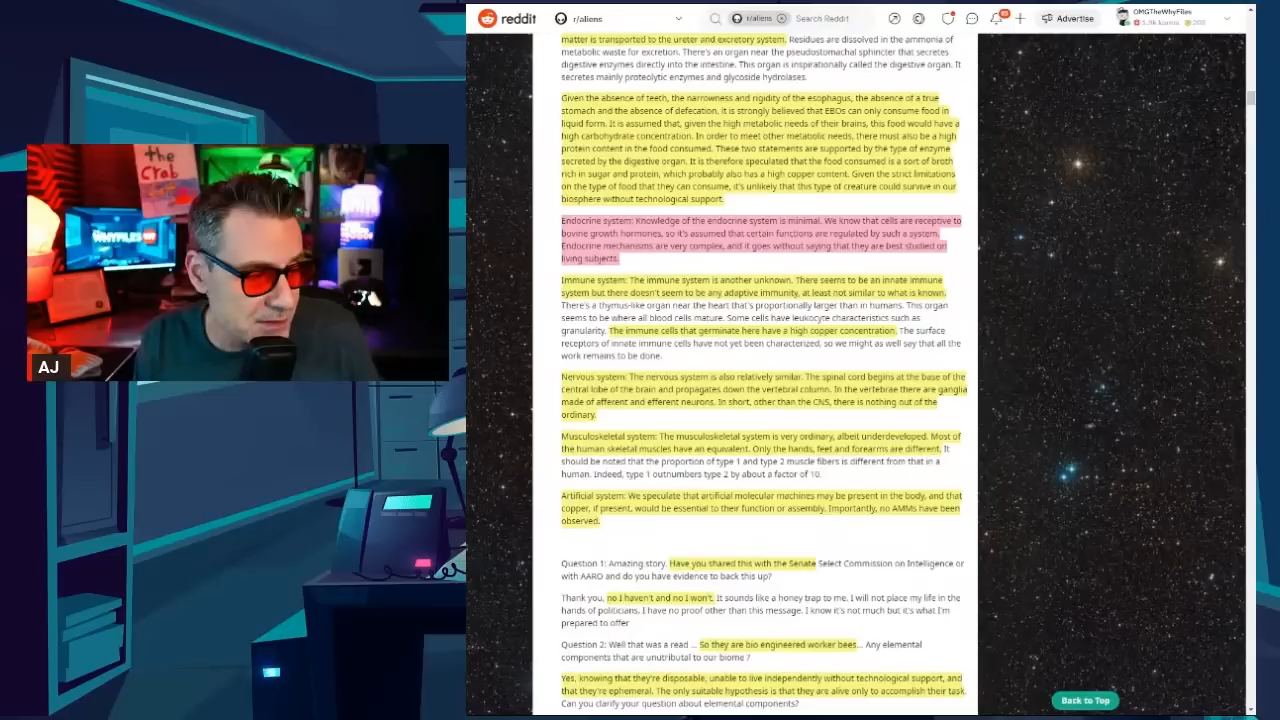 reddit
r/aliens
r/aliens
Search Reddit
85
Advertise
OMGTheWhyFiles
matter is transported to the ureter and excretory system. Residues are dissolved in the ammonia of
metabolic waste for excretion. There's an organ near the pseudostomachal sphincter that secretes
digestive enzymes directly into the intestine. This organ is inspirationally called the digestive organ. It
secretes mainly proteolytic enzymes and glycoside hydrolases.
Given the absence of teeth, the narrowness and rigidity of the esophagus, the absence of a true
stomach and the absence of defecation, it is strongly believed that EBOs can only consume food in
liquid form. It is assumed that, given the high metabolic needs of their brains, this food would have a
high carbohydrate concentration. In order to meet other metabolic needs, there must also be a high
protein content in the food consumed. These two statements are supported by the type of enzyme
secreted by the digestive organ. It is therefore speculated that the food consumed is a sort of broth
rich in sugar and protein, which probably also has a high copper content. Given the strict limitations
on the type of food that they can consume, it's unlikely that this type of creature could survive in our
biosphere without technological support.
Endocrine system: Knowledge of the endocrine system is minimal. We know that cells are receptive to
bovine growth hormones, so it's assumed that certain functions are regulated by such a system.
Endocrine mechanisms are very complex, and it goes without saying that they are best studied on
living subjects.
Immune system: The immune system is another unknown. There seems to be an innate immune
system but there doesn't seem to be any adaptive immunity, at least not similar to what is known.
There's a thymus-like organ near the heart that's proportionally larger than in humans. This organ
seems to be where all blood cells mature. Some cells have leukocyte characteristics such as
granularity. The immune cells that germinate here have a high copper concentration. The surface
receptors of innate immune cells have not yet been characterized, so we might as well say that all the
work remains to be done.
Nervous system: The nervous system is also relatively similar. The spinal cord begins at the base of the
central lobe of the brain and propagates down the vertebral column. In the vertebrae there are ganglia
made of afferent and efferent neurons. In short, other than the CNS, there is nothing out of the
ordinary.
Musculoskeletal system: The musculoskeletal system is very ordinary, albeit underdeveloped. Most of
the human skeletal muscles have an equivalent. Only the hands, feet and forearms are different. It
should be noted that the proportion of type 1 and type 2 muscle fibers is different from that in a
human. Indeed, type 1 outnumbers type 2 by about a factor of 10.
Artificial system: We speculate that artificial molecular machines may be present in the body, and that
copper, if present, would be essential to their function or assembly. Importantly, no AMMs have been
observed.
Question 1: Amazing story. Have you shared this with the Senate Select Commission on Intelligence or
with AARO and do you have evidence to back this up?
Thank you, no I haven't and no I won't. It sounds like a honey trap to me. I will not place my life in the
hands of politicians. I have no proof other than this message. I know it's not much but it's what I'm
prepared to offer
Question 2: Well that was a read ... So they are bio engineered worker bees... Any elemental
components that are unutributal to our biome ?
Yes, knowing that they're disposable, unable to live independently without technological support, and
that they're ephemeral. The only suitable hypothesis is that they are alive only to accomplish their task.
Can you clarify your question about elemental components?
Back to Top
the
Crab
WHYFILES
AJ